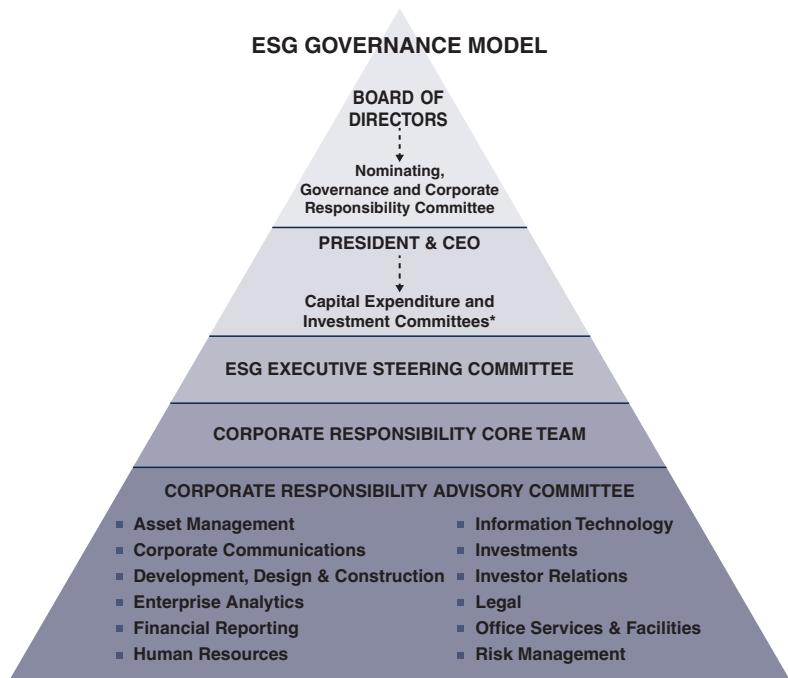 ESG GOVERNANCE MODEL
BOARD OF
DIRECTORS
Nominating,
Governance and Corporate
Responsibility Committee
PRESIDENT & CEO
Capital Expenditure and
Investment Committees*
ESG EXECUTIVE STEERING COMMITTEE
CORPORATE RESPONSIBILITY CORE TEAM
CORPORATE RESPONSIBILITY ADVISORY COMMITTEE
Asset Management
Corporate Communications
Development, Design & Construction
Enterprise Analytics
Financial Reporting
Human Resources
Information Technology
Investments
Investor Relations
Legal
Office Services & Facilities
Risk Management